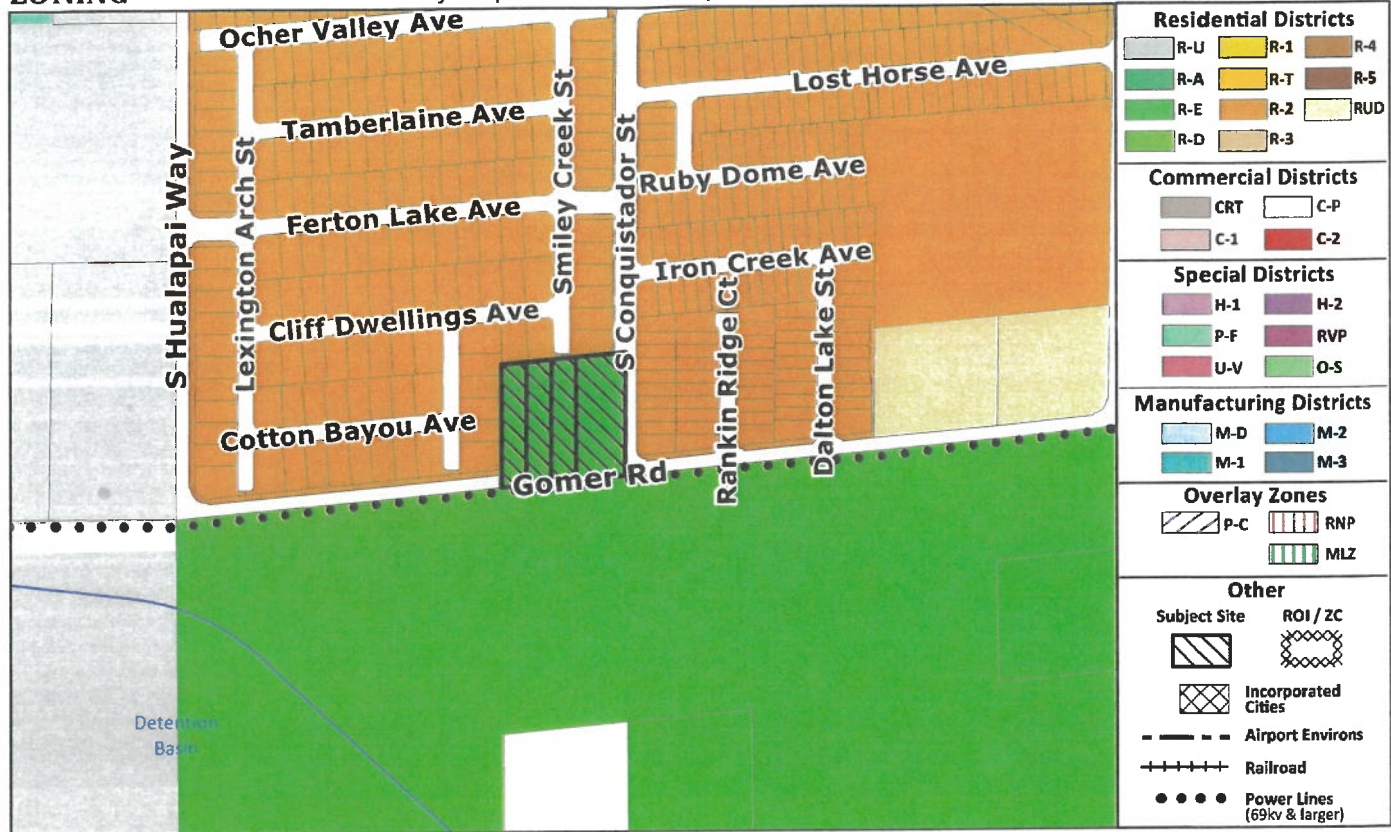 ZONING
Ocher Valley Ave
Lost Horse Ave
Tamberlaine Ave
Smiley Creek St
S Conquistador St
Lexington Arch St
S Hualapai Way
Ruby Dome Ave
Ferton Lake Ave
Iron Creek Ave
Cliff Dwellings Ave
Rankin Ridge Ct
Dalton Lake St
Cotton Bayou Ave
Gomer Rd
Detention
Basin
Residential Districts
R-U R-1 R-4
R-A R-T R-5
R-E R-2 RUD
R-D R-3
Commercial Districts
CRT C-P
C-1 C-2
Special Districts
H-1 H-2
P-F RVP
U-V O-S
Manufacturing Districts
M-D M-2
M-1 M-3
Overlay Zones
P-C RNP
MLZ
Other
Subject Site ROI / ZC
Incorporated
Cities
Airport Environs
Railroad
Power Lines
(69kv & larger)